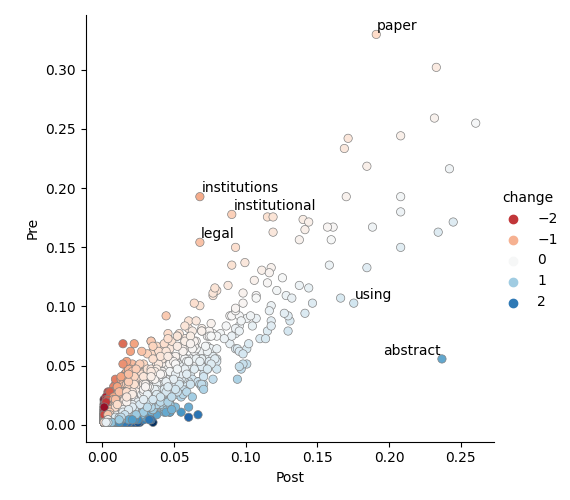 paper
0.30
0.25
0.20
0.15
0.10
0.05
0.00
Pre
institutions
institutional
legal
using
abstract
change
−2
−1
0
1
2
0.00 0.05 0.10 0.15 0.20 0.25
Post